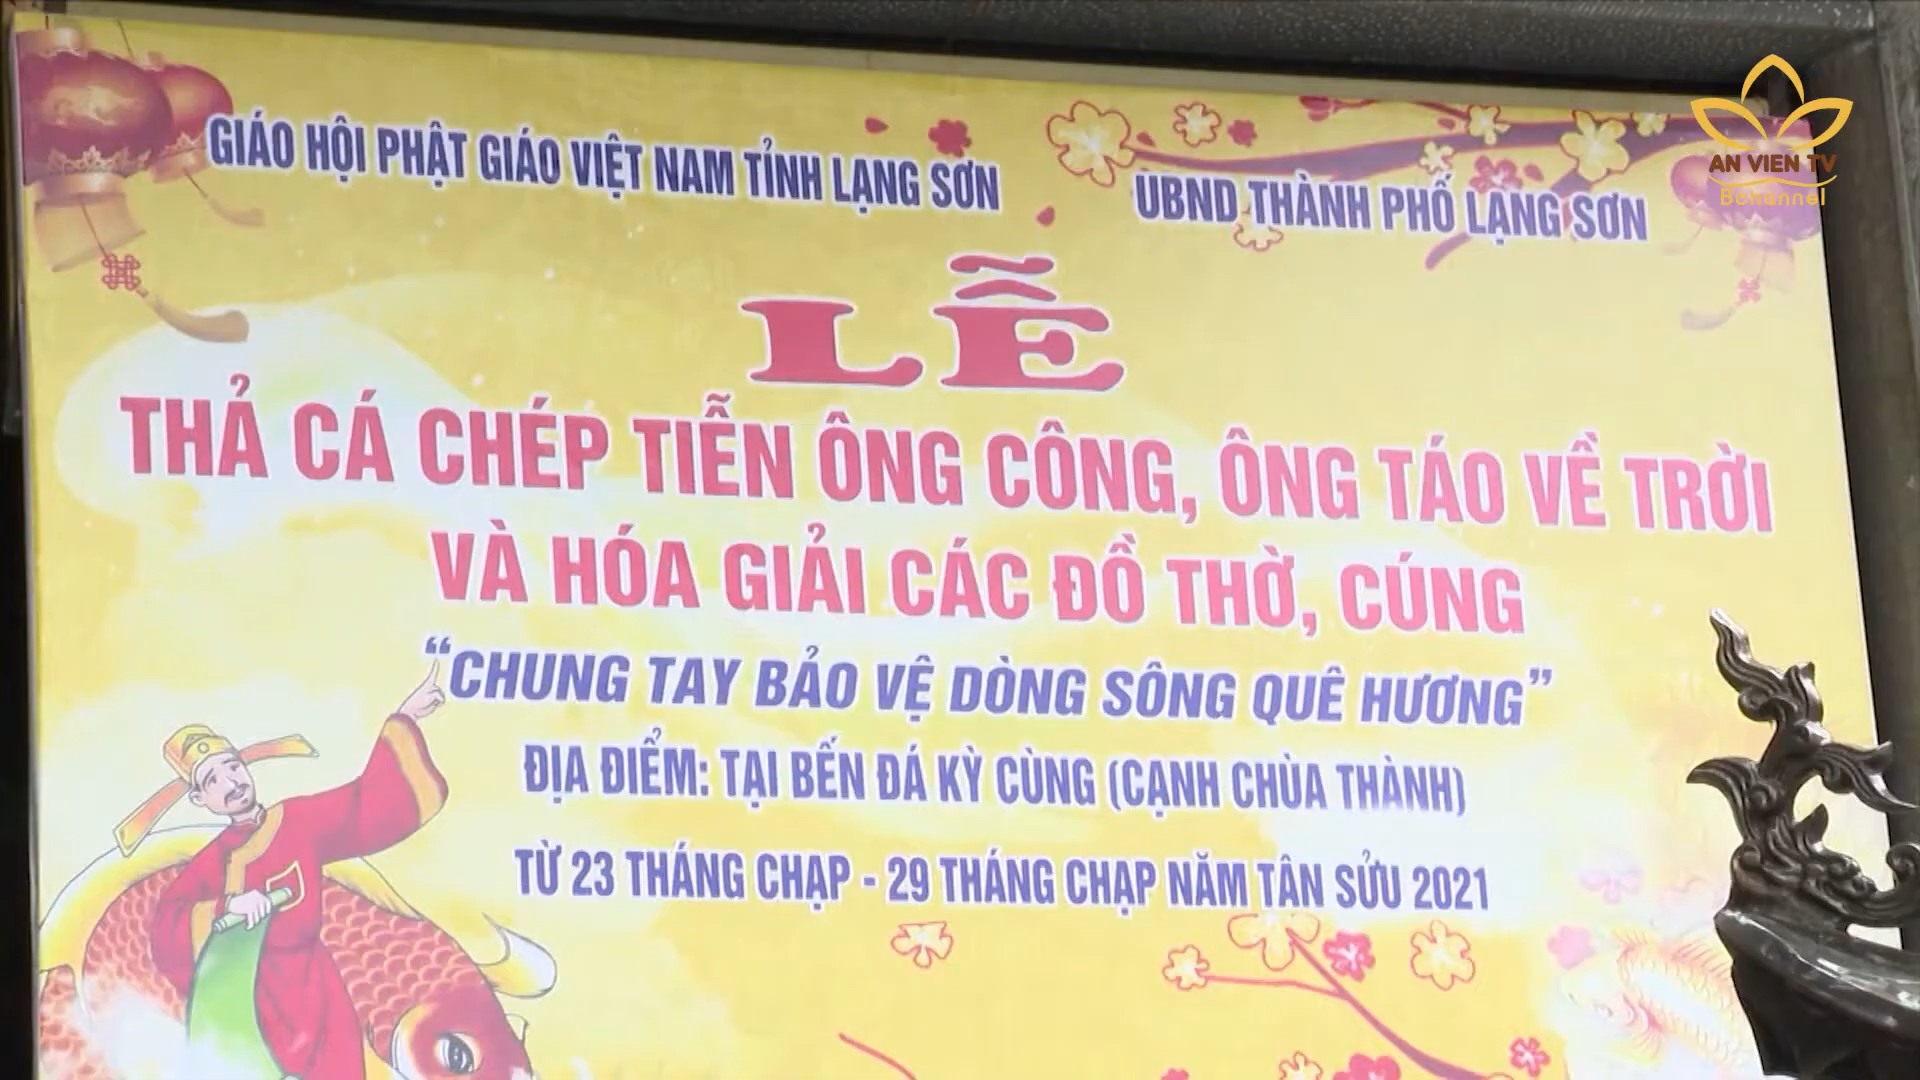 GIÁO HỘI PHẬT GIÁO VIỆT NAM TỈNH LẠNG SƠN
UBND THÀNH PHỐ LẠNG SƠN
AN VIEN TV
Bchannel
LỄ
THẢ CÁ CHÉP TIỄN ÔNG CÔNG, ÔNG TÁO VỀ TRỜI
VÀ HÓA GIẢI CÁC ĐỒ THỜ, CÚNG
“CHUNG TAY BẢO VỆ DÒNG SÔNG QUÊ HƯƠNG”
ĐỊA ĐIỂM: TẠI BẾN ĐÁ KỲ CÙNG (CẠNH CHÙA THÀNH)
TỪ 23 THÁNG CHẠP - 29 THÁNG CHẠP NĂM TÂN SỬU 2021